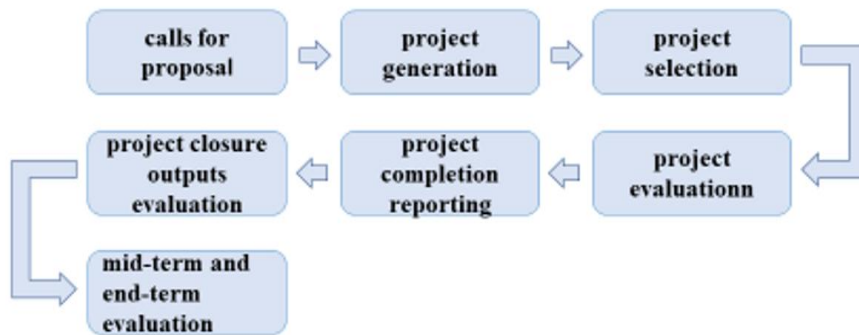 calls for
proposal
project
generation
project
selection
project
evaluationn
project
completion
reporting
project closure
outputs
evaluation
mid-term and
end-term
evaluation